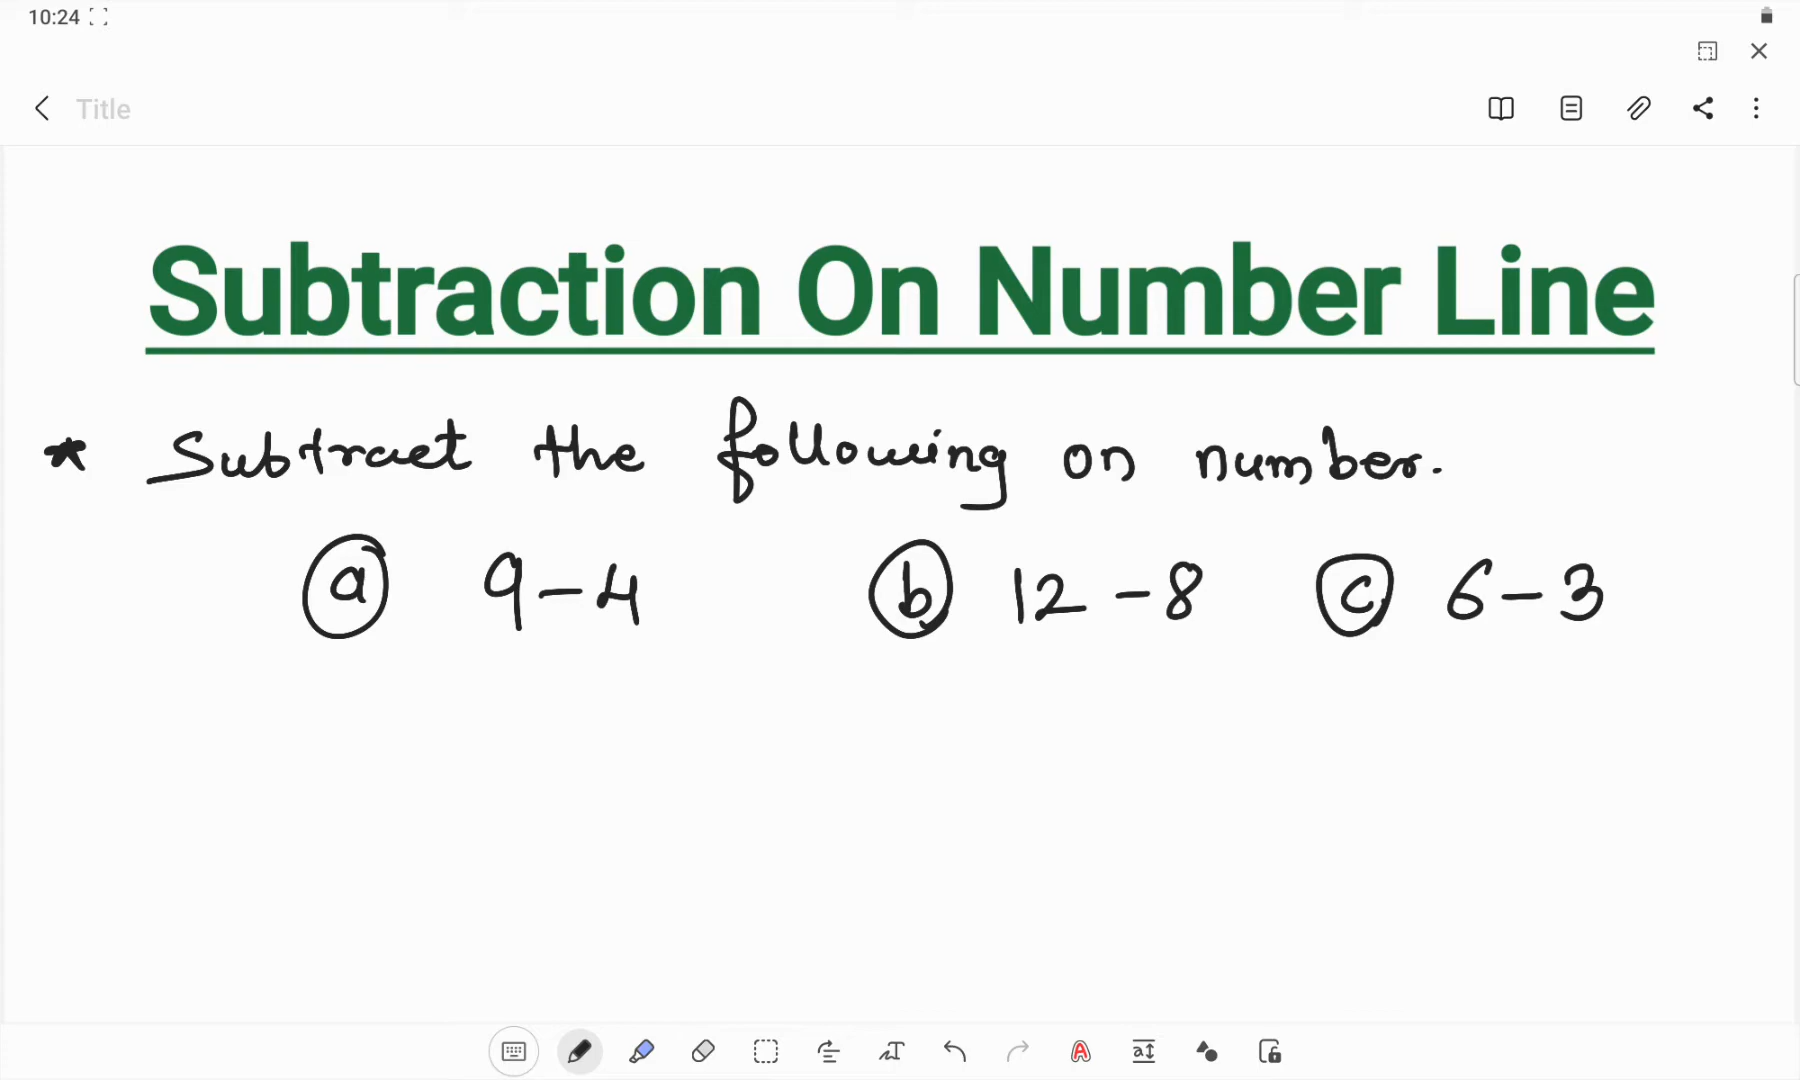 10:24
Title
Subtraction On Number Line
* Subtract the following on number.
ⓐ 9-4 ⓑ 12-8 ⓒ 6-3